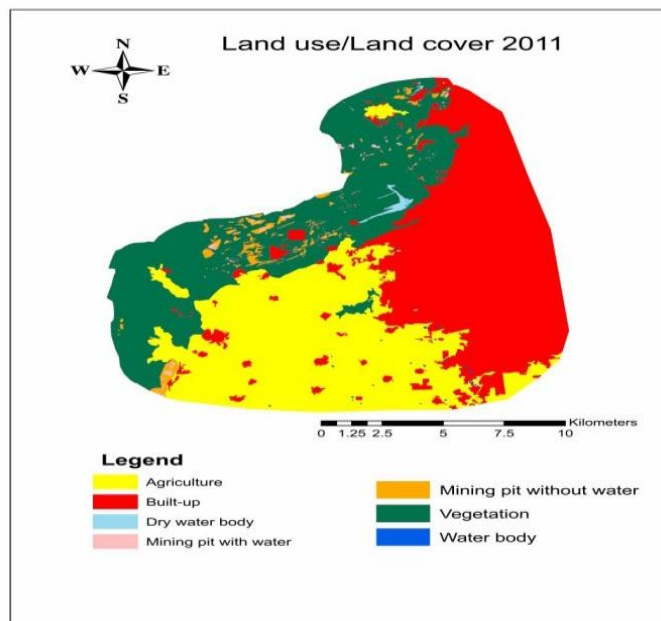 Land use/Land cover 2011
N
W E
S
Kilometers
0 1.25 2.5 5 7.5 10
Legend
Agriculture
Built-up
Dry water body
Mining pit with water
Mining pit without water
Vegetation
Water body